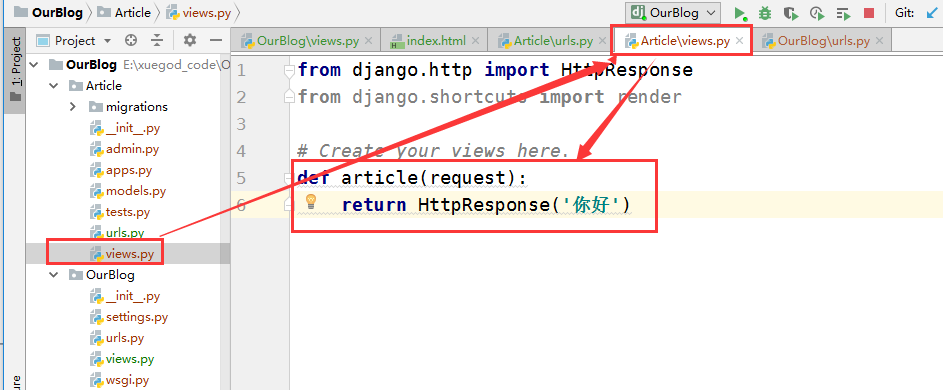 OurBlog Article views.py OurBlog Git:
1: Project Project OurBlog\views.py index.html Article\urls.py Article\views.py OurBlog\urls.py
OurBlog E:\xuegod_code\O
Article
migrations
__init__.py
admin.py
apps.py
models.py
tests.py
urls.py
views.py
OurBlog
__init__.py
settings.py
urls.py
views.py
wsgi.py
1 from django.http import HttpResponse
2 from django.shortcuts import render
3
4 # Create your views here.
5 def article(request):
6 return HttpResponse('你好')